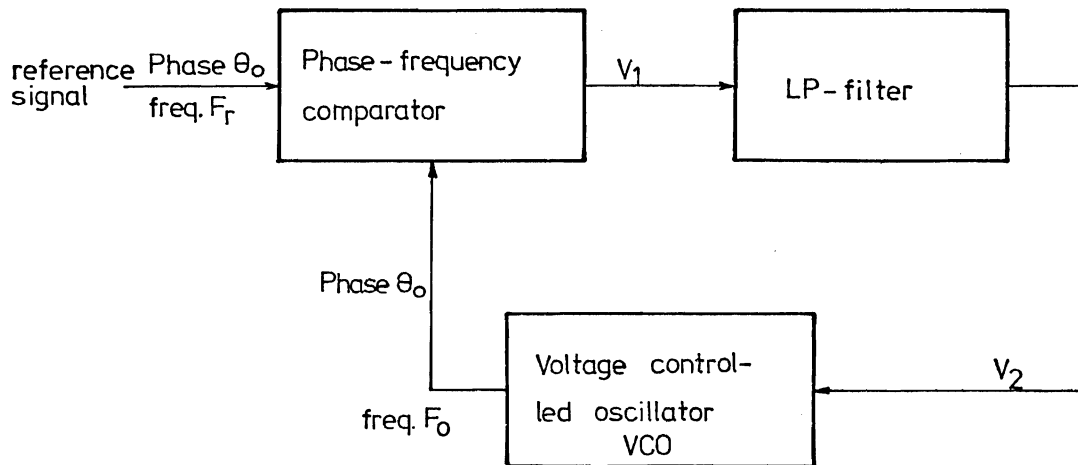 reference
signal
Phase θo
freq. Fr
Phase-frequency
comparator
V1
LP-filter
Phase θo
freq. Fo
Voltage control-
led oscillator
VCO
V2